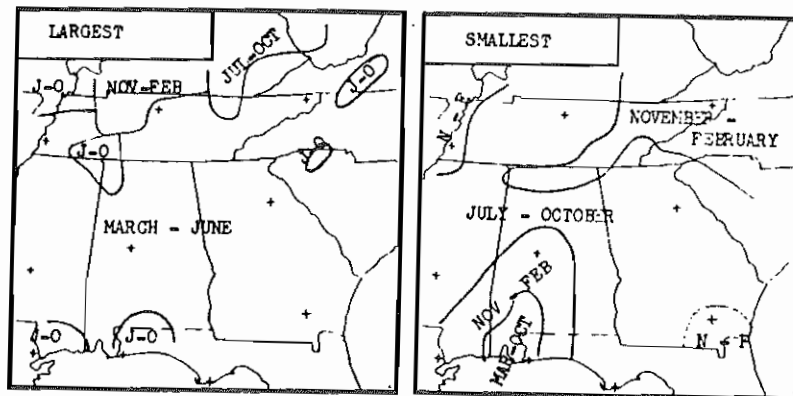 LARGEST
JUL-OCT
J-O
NOV-FEB
J-O
J-O
J-O
MARCH - JUNE
J-O
J-O
SMALLEST
N -
NOVEMBER -
FEBRUARY
JULY - OCTOBER
NOV - FEB
MAR-OCT
N - F